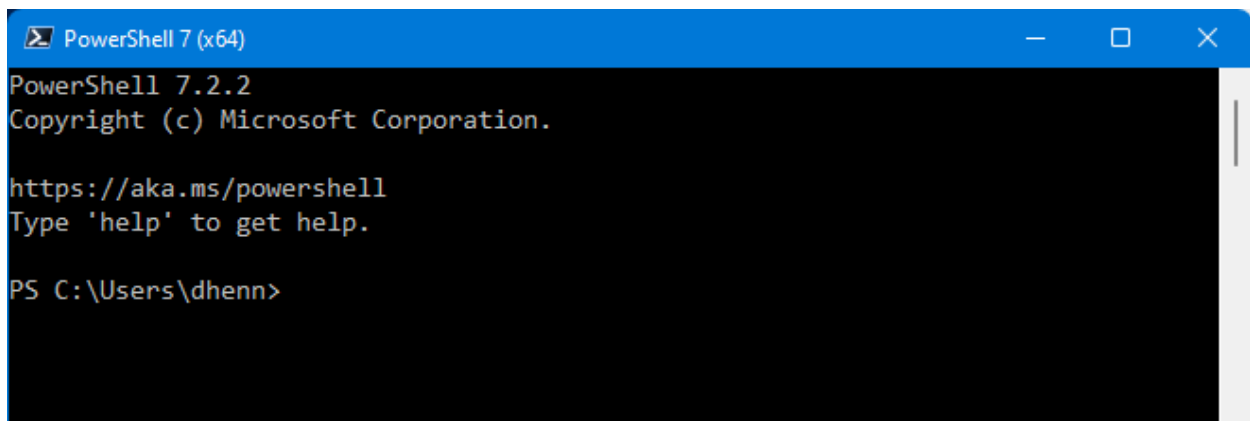 PowerShell 7 (x64)
PowerShell 7.2.2
Copyright (c) Microsoft Corporation.
https://aka.ms/powershell
Type 'help' to get help.
PS C:\Users\dhenn>